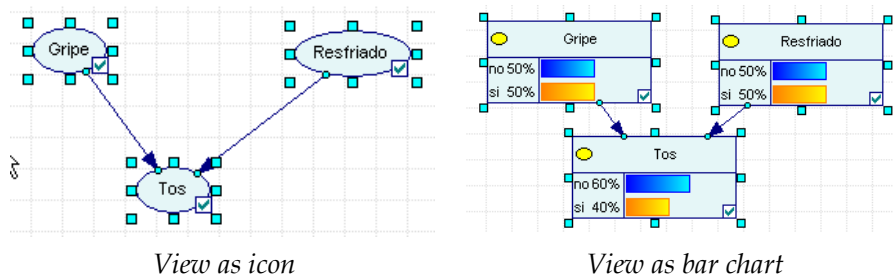 Gripe
Resfriado
Tos
View as icon
Gripe
no 50%
si 50%
Resfriado
no 50%
si 50%
Tos
no 60%
si 40%
View as bar chart